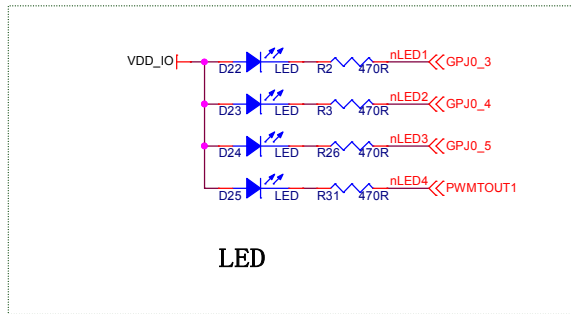 VDD_IO
nLED1
D22 LED R2 470R GPJ0_3
nLED2
D23 LED R3 470R GPJ0_4
nLED3
D24 LED R26 470R GPJ0_5
nLED4
D25 LED R31 470R PWMTOUT1
LED